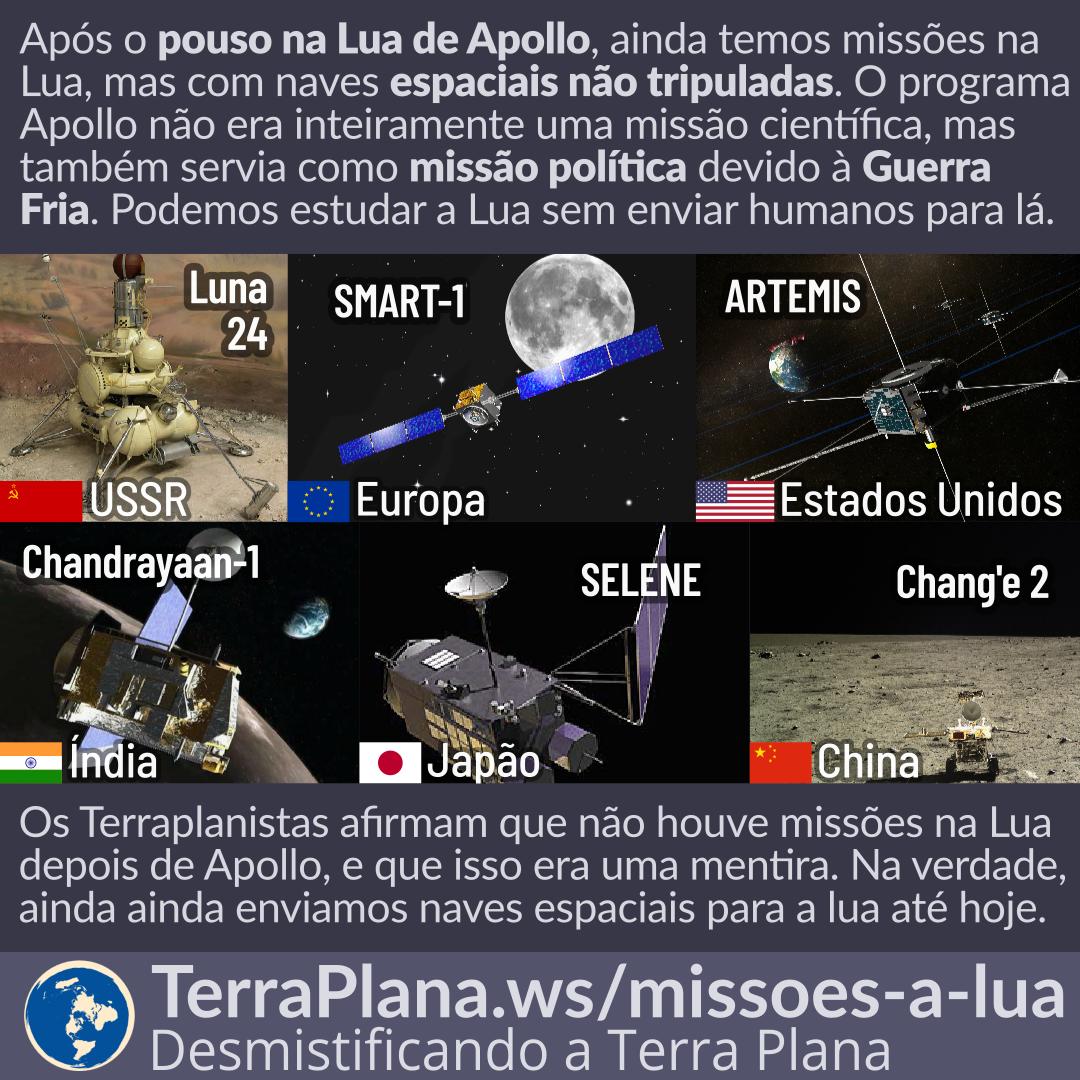 Após o pouso na Lua de Apollo, ainda temos missões na
Lua, mas com naves espaciais não tripuladas. O programa
Apollo não era inteiramente uma missão científica, mas
também servia como missão política devido à Guerra
Fria. Podemos estudar a Lua sem enviar humanos para lá.
Luna
24
USSR
SMART-1
Europa
ARTEMIS
Estados Unidos
Chandrayaan-1
Índia
SELENE
Japão
Chang'e 2
China
Os Terraplanistas afirmam que não houve missões na Lua
depois de Apollo, e que isso era uma mentira. Na verdade,
ainda ainda enviamos naves espaciais para a lua até hoje.
TerraPlana.ws/missoes-a-lua
Desmistificando a Terra Plana